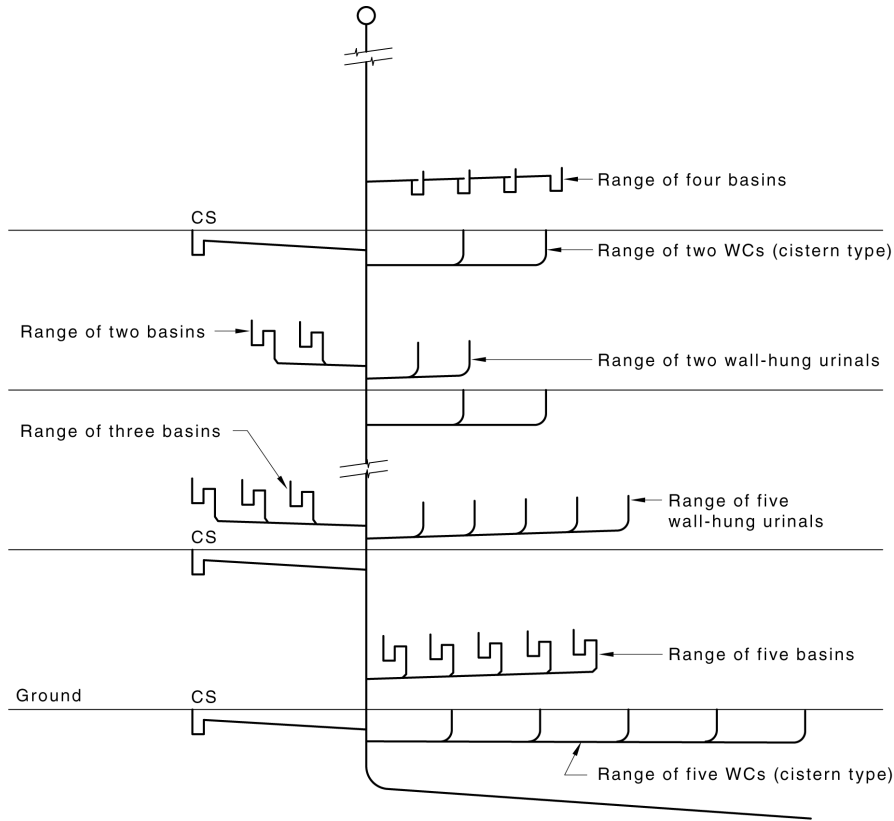 Range of four basins
CS
Range of two WCs (cistern type)
Range of two basins
Range of two wall-hung urinals
Range of three basins
Range of five
wall-hung urinals
CS
Range of five basins
Ground
CS
Range of five WCs (cistern type)